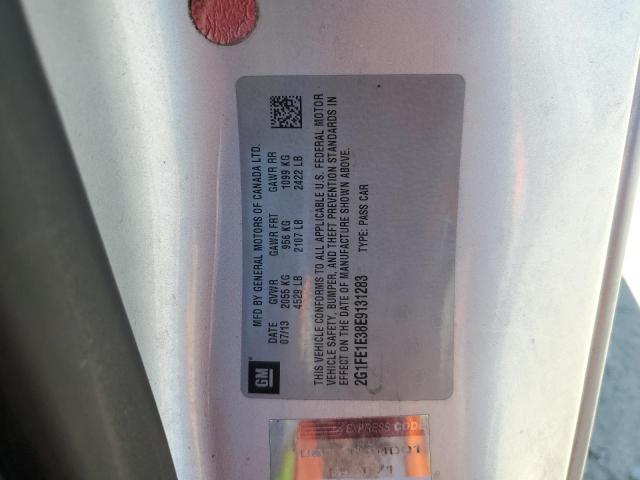 MFD BY GENERAL MOTORS OF CANADA LTD.
DATE GVWR GAWR FRT GAWR RR
07/13 2055 KG 956 KG 1099 KG
4529 LB 2107 LB 2422 LB
THIS VEHICLE CONFORMS TO ALL APPLICABLE U.S. FEDERAL MOTOR
VEHICLE SAFETY, BUMPER, AND THEFT PREVENTION STANDARDS IN
EFFECT ON THE DATE OF MANUFACTURE SHOWN ABOVE.
2G1FE1E38E9131283 TYPE: PASS CAR
GM
EXPRESS CODE